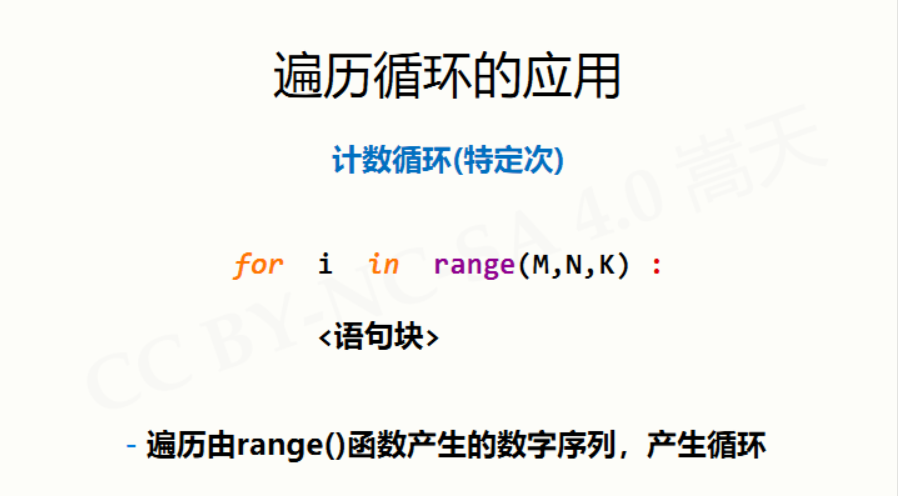 遍历循环的应用
计数循环(特定次)
for i in range(M,N,K) :
<语句块>
- 遍历由range()函数产生的数字序列，产生循环
CC BY-NC-SA 4.0 嵩天